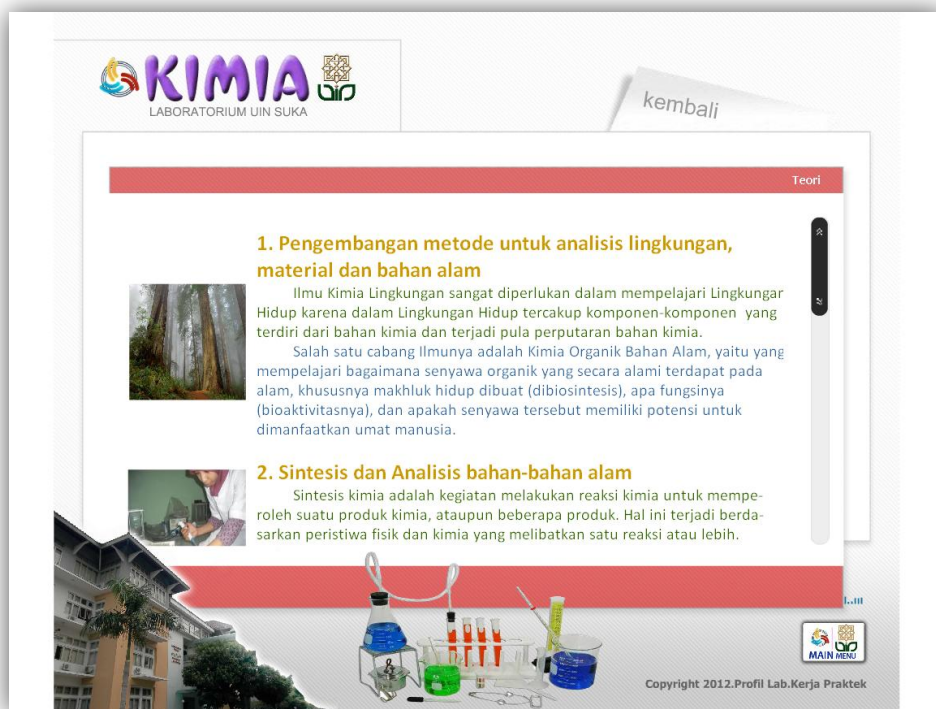 KIMIA
LABORATORIUM UIN SUKA
kembali
Teori
1. Pengembangan metode untuk analisis lingkungan,
material dan bahan alam
Ilmu Kimia Lingkungan sangat diperlukan dalam mempelajari Lingkungan
Hidup karena dalam Lingkungan Hidup tercakup komponen-komponen yang
terdiri dari bahan kimia dan terjadi pula perputaran bahan kimia.
Salah satu cabang Ilmunya adalah Kimia Organik Bahan Alam, yaitu yang
mempelajari bagaimana senyawa organik yang secara alami terdapat pada
alam, khususnya makhluk hidup dibuat (dibiosintesis), apa fungsinya
(bioaktivitasnya), dan apakah senyawa tersebut memiliki potensi untuk
dimanfaatkan umat manusia.
2. Sintesis dan Analisis bahan-bahan alam
Sintesis kimia adalah kegiatan melakukan reaksi kimia untuk mempe-
roleh suatu produk kimia, ataupun beberapa produk. Hal ini terjadi berda-
sarkan peristiwa fisik dan kimia yang melibatkan satu reaksi atau lebih.
MAIN MENU
Copyright 2012.Profil Lab.Kerja Praktek